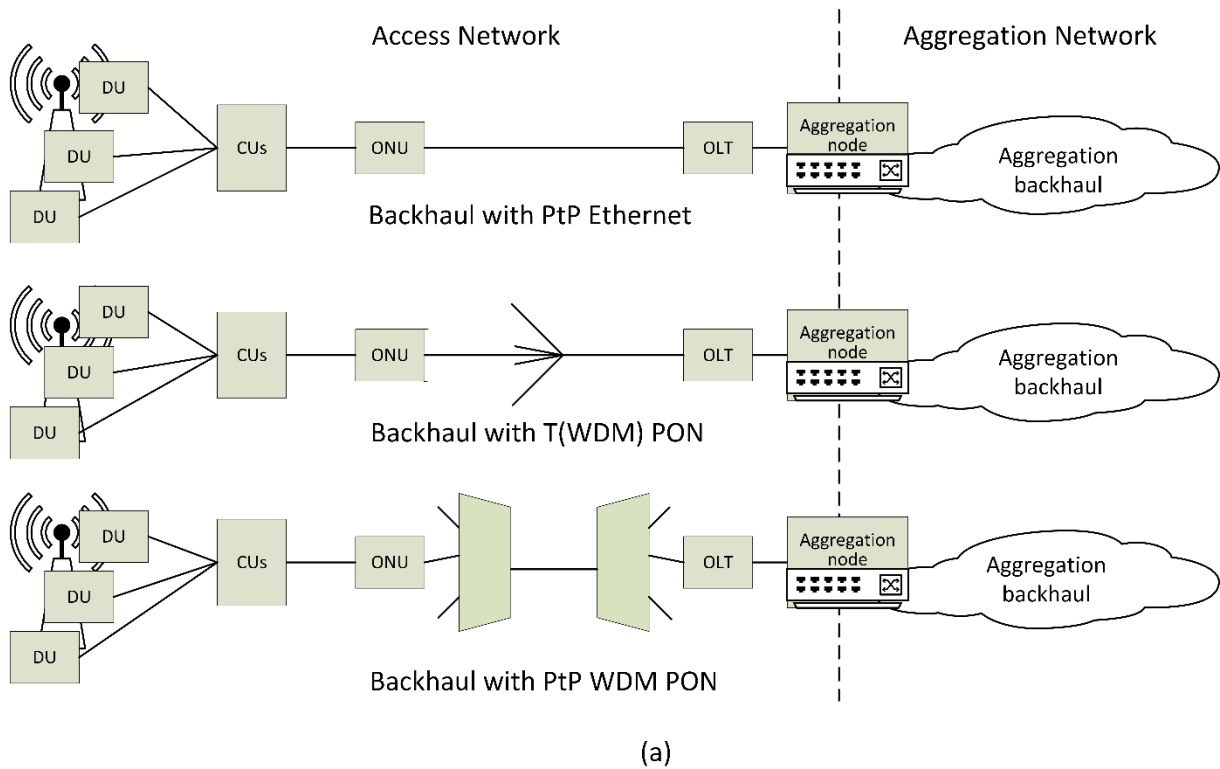 Access Network
Aggregation Network
DU
DU
DU
CUs
ONU
OLT
Aggregation
node
Aggregation
backhaul
Backhaul with PtP Ethernet
DU
DU
DU
CUs
ONU
OLT
Aggregation
node
Aggregation
backhaul
Backhaul with T(WDM) PON
DU
DU
DU
CUs
ONU
OLT
Aggregation
node
Aggregation
backhaul
Backhaul with PtP WDM PON
(a)